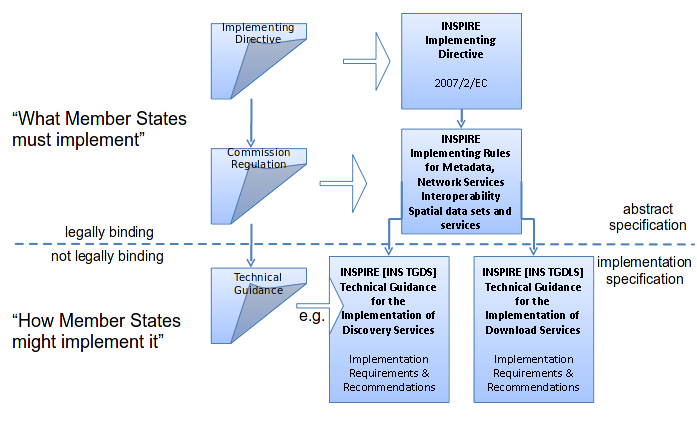 Implementing
Directive
INSPIRE
Implementing
Directive
2007/2/EC
“What Member States
must implement”
Commission
Regulation
INSPIRE
Implementing Rules
for Metadata,
Network Services
Interoperability
Spatial data sets and
services
abstract
specification
legally binding
not legally binding
implementation
specification
Technical
Guidance
e.g.
“How Member States
might implement it”
INSPIRE [INS TGDS]
Technical Guidance
for the
Implementation of
Discovery Services
Implementation
Requirements &
Recommendations
INSPIRE [INS TGDLS]
Technical Guidance
for the
Implementation of
Download Services
Implementation
Requirements &
Recommendations